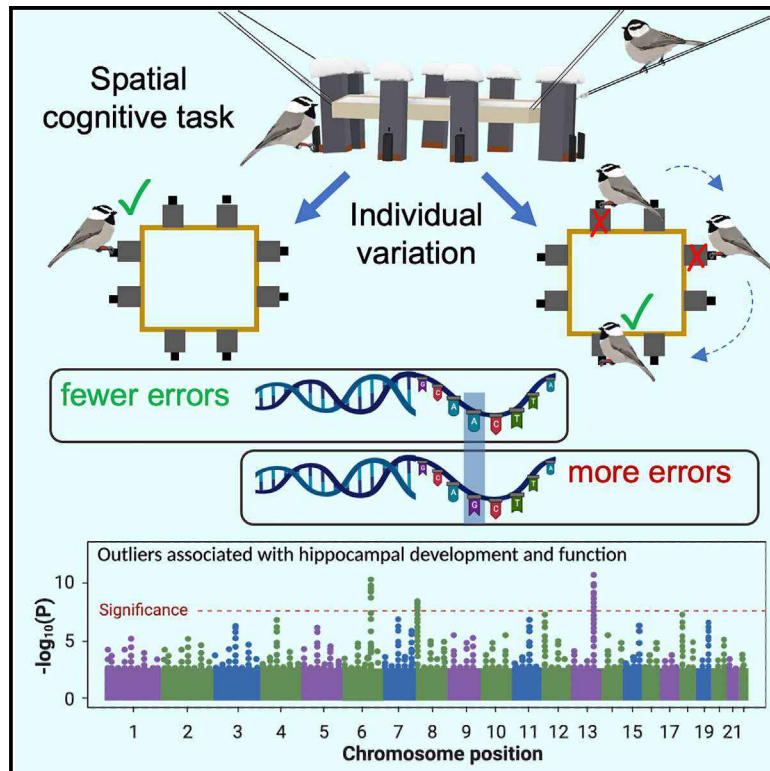 Spatial
cognitive task
Individual
variation
fewer errors
G C A A C T T A
G C A G C T T A
more errors
Outliers associated with hippocampal development and function
10
Significance
5
0
-log₁₀(P)
1 2 3 4 5 6 7 8 9 10 11 12 13 15 17 19 21
Chromosome position